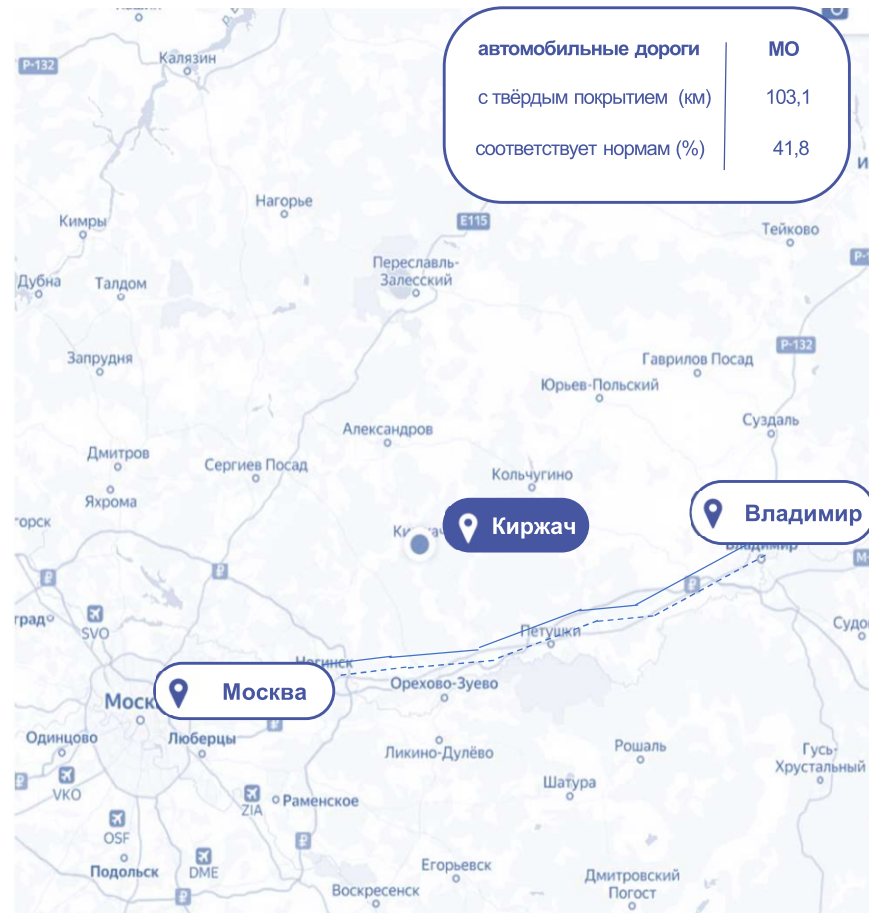 Р-132
Калязин
автомобильные дороги МО
с твёрдым покрытием (км) 103,1
соответствует нормам (%) 41,8
Нагорье
Кимры
E115
Тейково
Переславль-
Залесский
Дубна
Талдом
Р-132
Запрудня
Гаврилов Посад
Юрьев-Польский
Суздаль
Александров
Дмитров
Сергиев Посад
Кольчугино
Яхрома
Киржач
Владимир
Владимир
SVO
Петушки
Москва
Орехово-Зуево
Одинцово
Люберцы
Ликино-Дулёво
Рошаль
Гусь-
Хрустальный
VKO
ZIA
Раменское
Шатура
OSF
Подольск
DME
Егорьевск
Воскресенск
Дмитровский
Погост